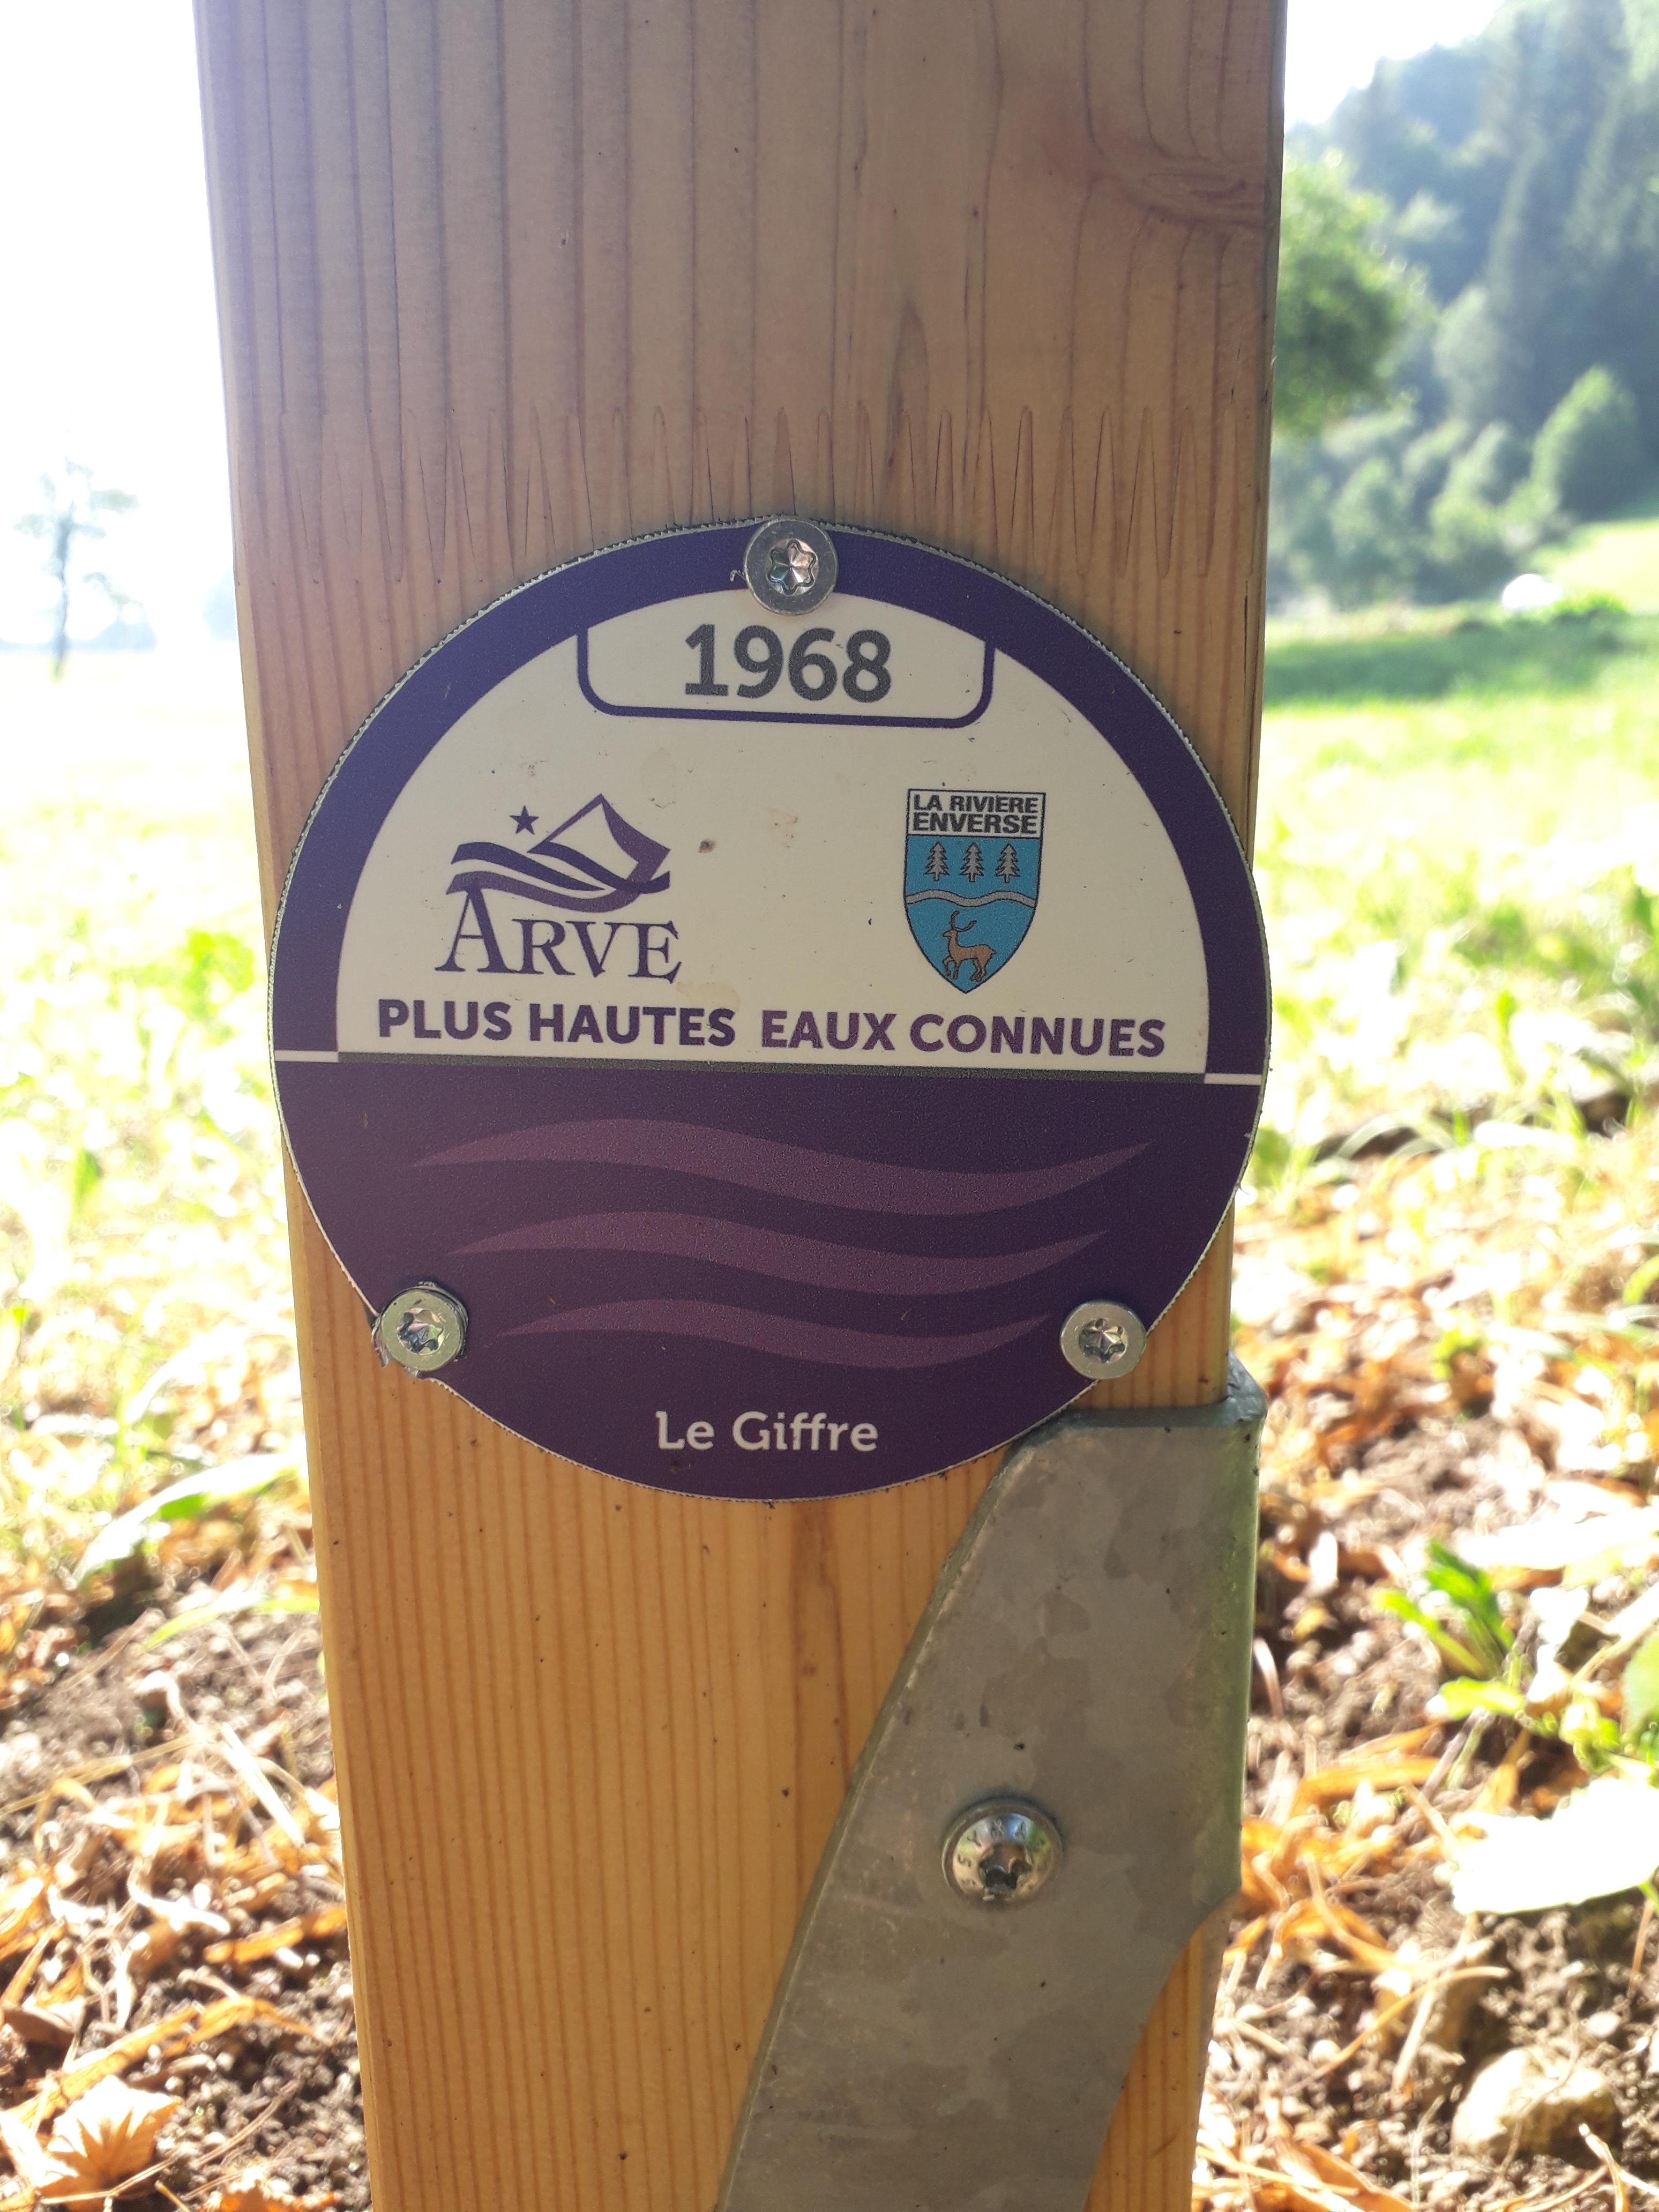 1968
LA RIVIERE
ENVERSE
ARVE
PLUS HAUTES EAUX CONNUES
Le Giffre